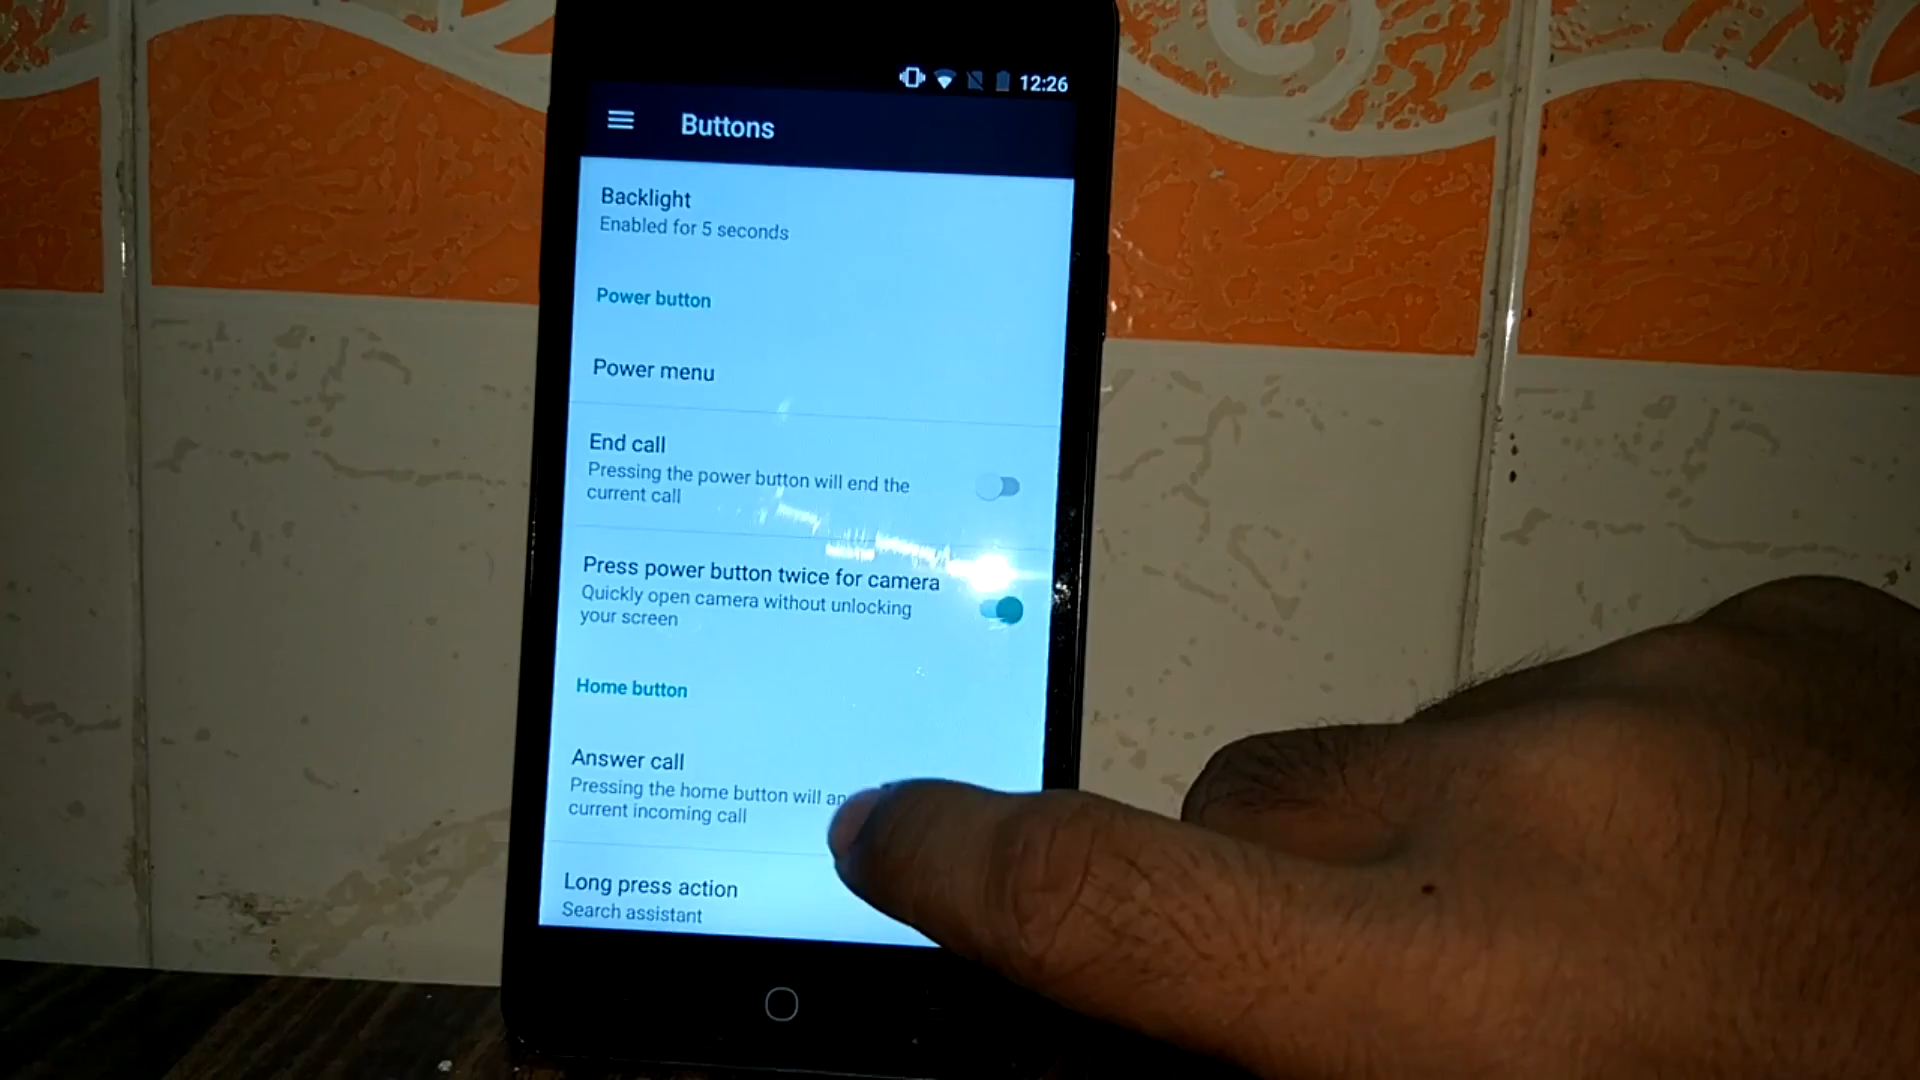 12:26
Buttons
Backlight
Enabled for 5 seconds
Power button
Power menu
End call
Pressing the power button will end the
current call
Press power button twice for camera
Quickly open camera without unlocking
your screen
Home button
Answer call
Pressing the home button will
current incoming call
Long press action
Search assistant